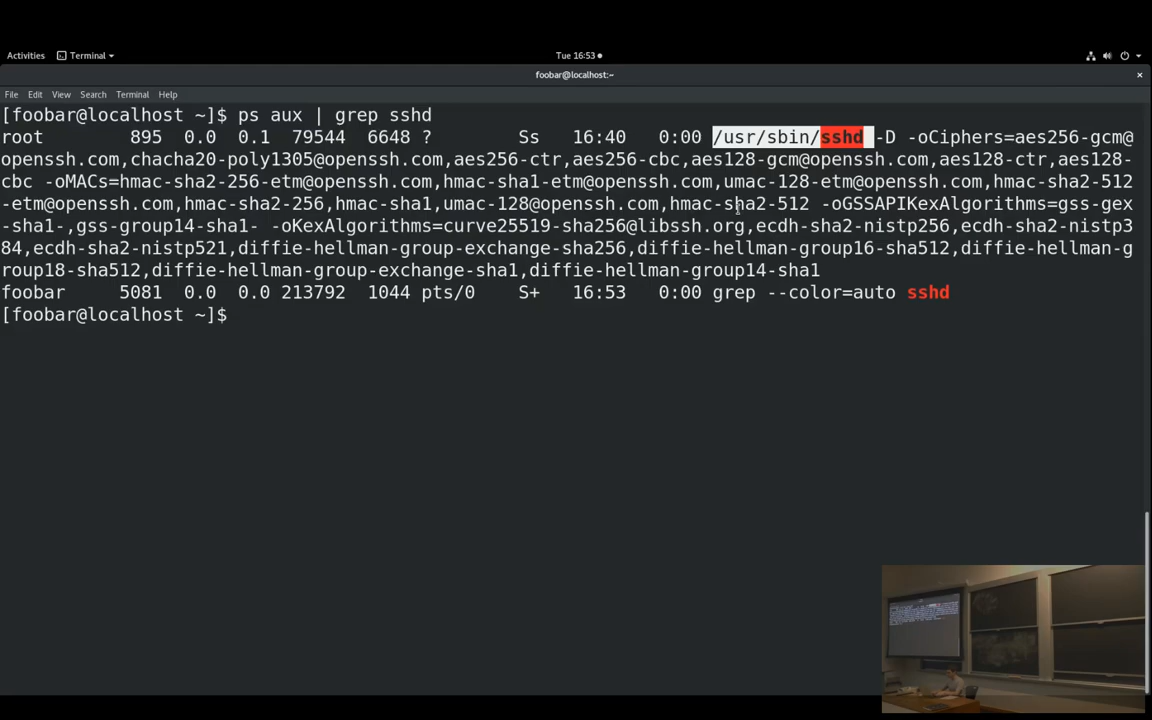 Activities Terminal Tue 16:53
foobar@localhost:~
File Edit View Search Terminal Help
[foobar@localhost ~]$ ps aux | grep sshd
root 895 0.0 0.1 79544 6648 ? Ss 16:40 0:00 /usr/sbin/sshd -D -oCiphers=aes256-gcm@
openssh.com,chacha20-poly1305@openssh.com,aes256-ctr,aes256-cbc,aes128-gcm@openssh.com,aes128-ctr,aes128-
cbc -oMACs=hmac-sha2-256-etm@openssh.com,hmac-sha1-etm@openssh.com,umac-128-etm@openssh.com,hmac-sha2-512
-etm@openssh.com,hmac-sha2-256,hmac-sha1,umac-128@openssh.com,hmac-sha2-512 -oGSSAPIKexAlgorithms=gss-gex
-sha1-,gss-group14-sha1- -oKexAlgorithms=curve25519-sha256@libssh.org,ecdh-sha2-nistp256,ecdh-sha2-nistp3
84,ecdh-sha2-nistp521,diffie-hellman-group-exchange-sha256,diffie-hellman-group16-sha512,diffie-hellman-g
roup18-sha512,diffie-hellman-group-exchange-sha1,diffie-hellman-group14-sha1
foobar 5081 0.0 0.0 213792 1044 pts/0 S+ 16:53 0:00 grep --color=auto sshd
[foobar@localhost ~]$